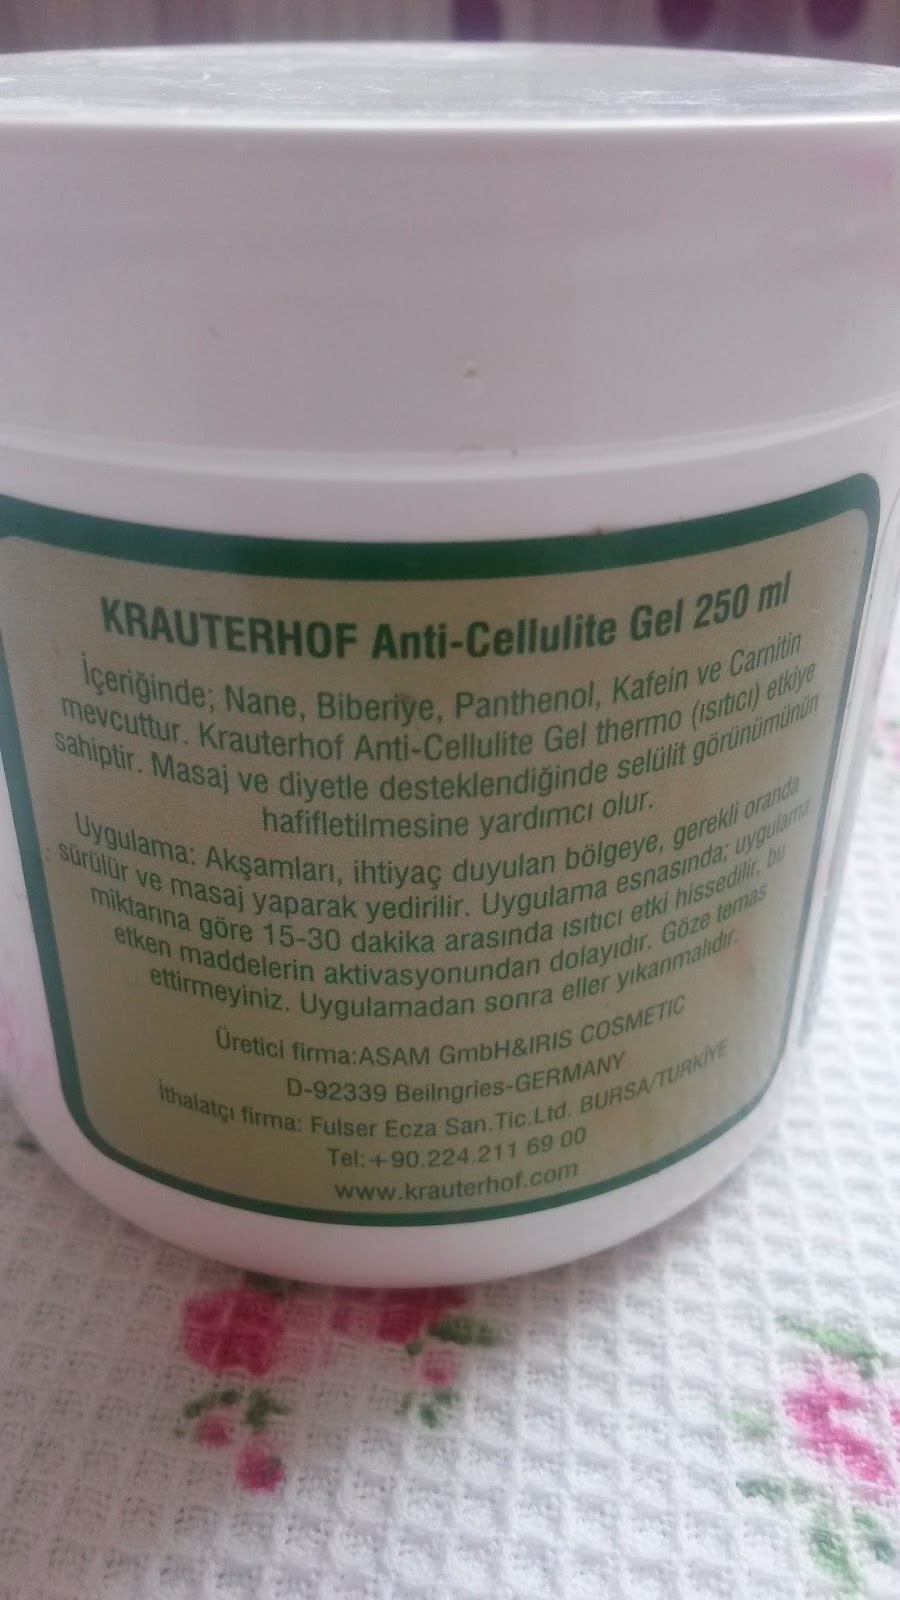 KRAUTERHOF Anti-Cellulite Gel 250 ml
İçeriğinde; Nane, Biberiye, Panthenol, Kafein ve Carnitin
mevcuttur. Krauterhof Anti-Cellulite Gel thermo (ısıtıcı) etkiye
sahiptir. Masaj ve diyetle desteklendiğinde selülit görünümünün
hafifletilmesine yardımcı olur.
Uygulama: Akşamları, ihtiyaç duyulan bölgeye, gerekli oranda
sürülür ve masaj yaparak yedirilir. Uygulama esnasında; uygulama
miktarına göre 15-30 dakika arasında ısıtıcı etki hissedilir, bu
etken maddelerin aktivasyonundan dolayıdır. Göze temas
ettirmeyiniz. Uygulamadan sonra eller yıkanmalıdır.
Üretici firma:ASAM GmbH&IRIS COSMETIC
D-92339 Beilngries-GERMANY
İthalatçı firma: Fulser Ecza San.Tic.Ltd. BURSA/TURKİYE
Tel:+90.224.211 69 00
www.krauterhof.com